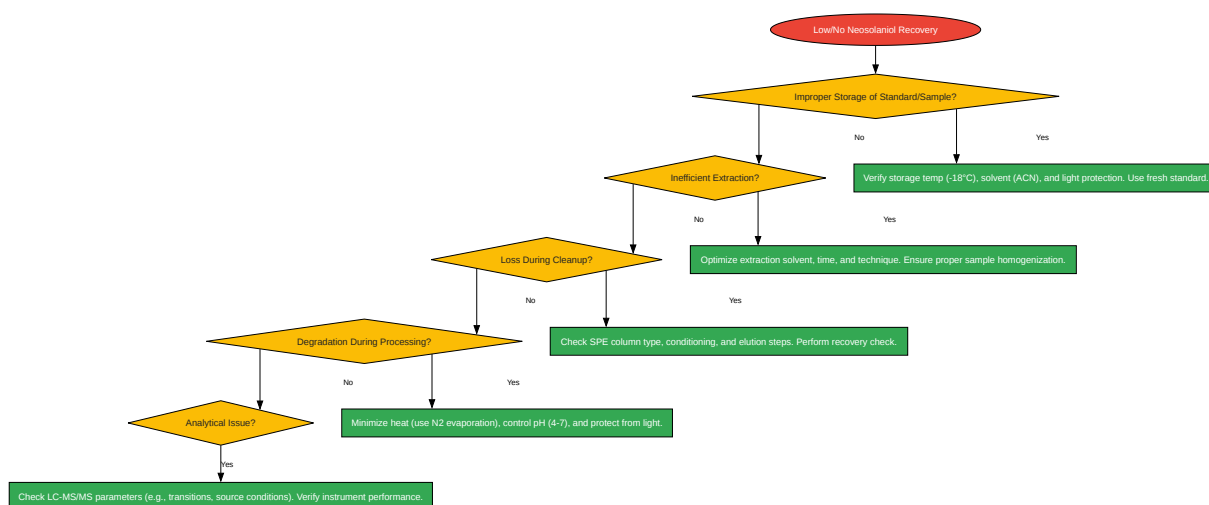 Low/No Neosolaniol Recovery
Improper Storage of Standard/Sample?
No
Yes
Inefficient Extraction?
Verify storage temp (-18°C), solvent (ACN), and light protection. Use fresh standard.
No
Yes
Loss During Cleanup?
Optimize extraction solvent, time, and technique. Ensure proper sample homogenization.
No
Yes
Degradation During Processing?
Check SPE column type, conditioning, and elution steps. Perform recovery check.
No
Yes
Analytical Issue?
Minimize heat (use N2 evaporation), control pH (4-7), and protect from light.
Yes
Check LC-MS/MS parameters (e.g., transitions, source conditions). Verify instrument performance.